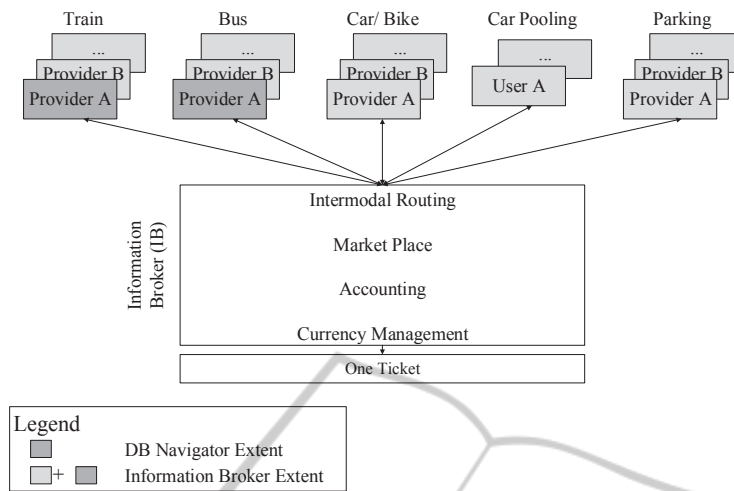 Train Bus Car/ Bike Car Pooling Parking
... ... ... ... ...
Provider B Provider B Provider B Provider B
Provider A Provider A Provider A User A Provider A
Intermodal Routing
Market Place
Accounting
Currency Management
Information
Broker (IB)
One Ticket
Legend
DB Navigator Extent
+ Information Broker Extent